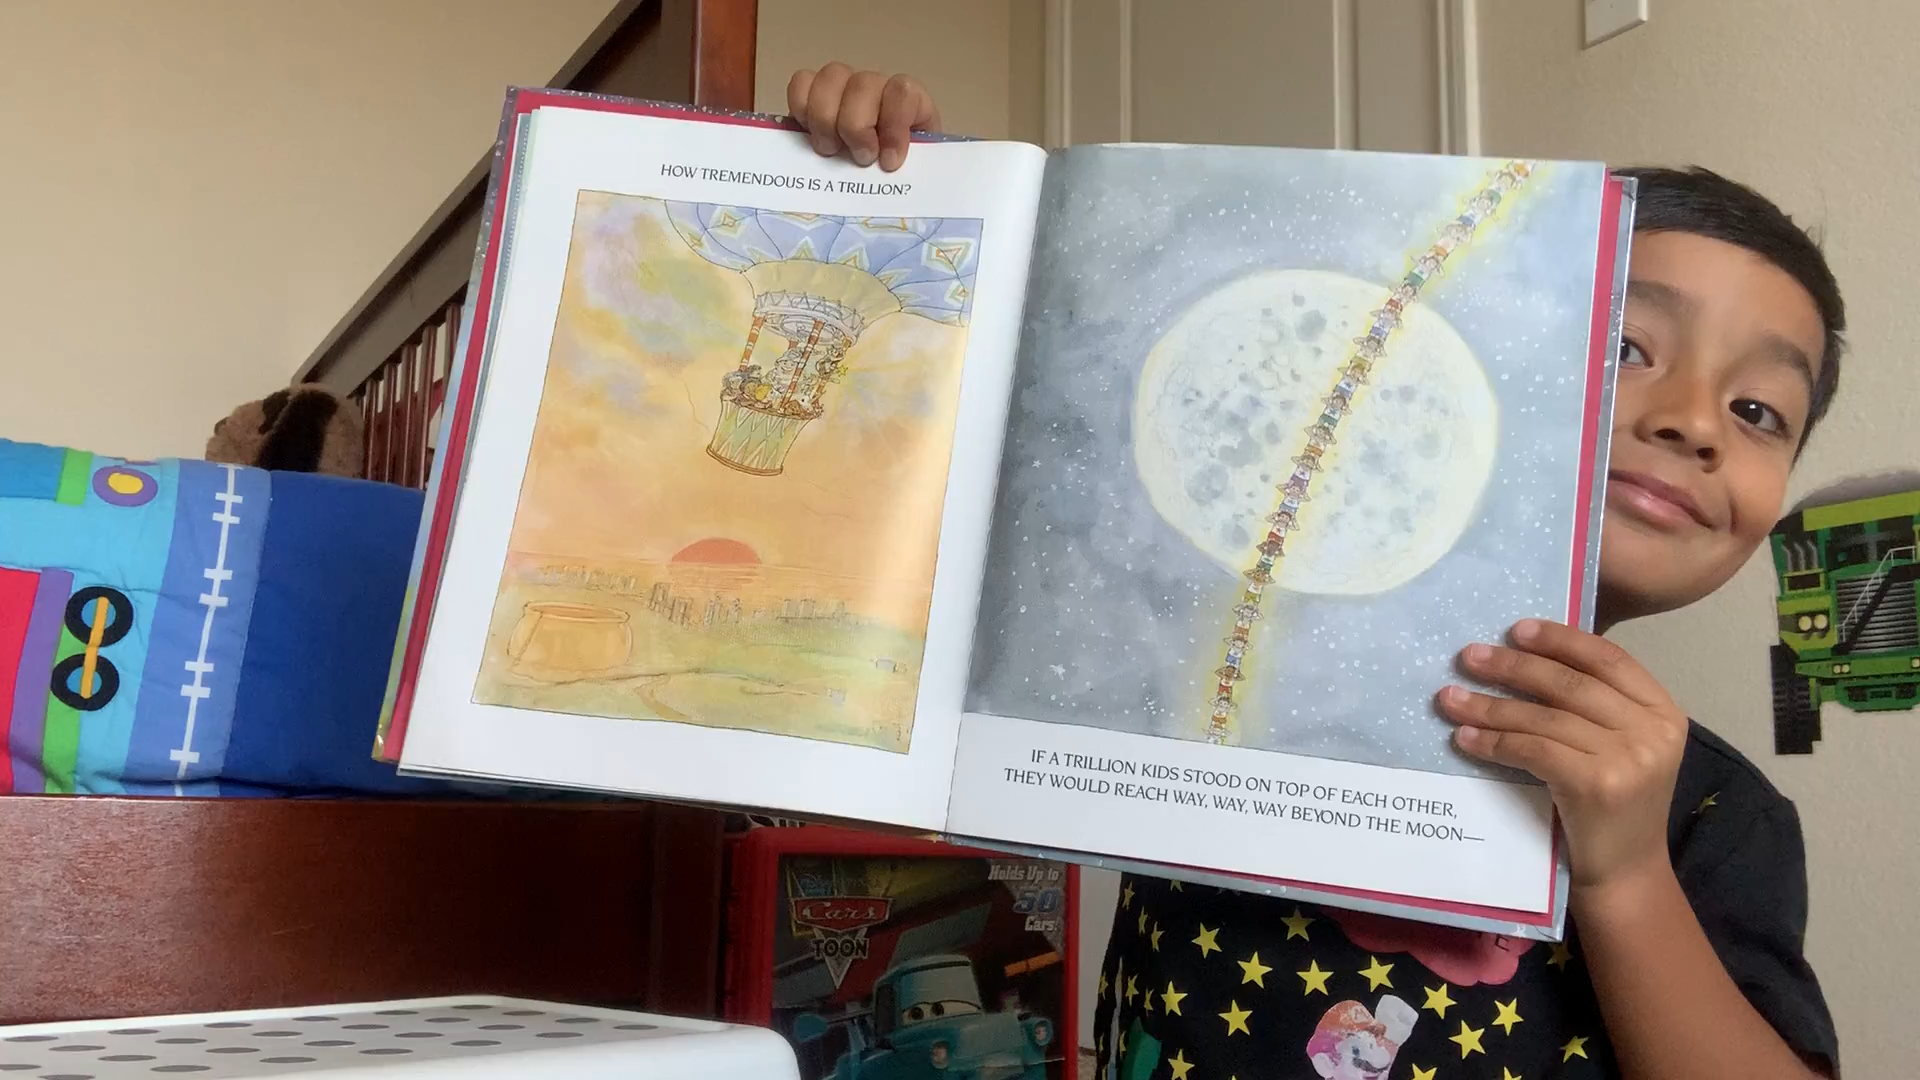 HOW TREMENDOUS IS A TRILLION?
IF A TRILLION KIDS STOOD ON TOP OF EACH OTHER,
THEY WOULD REACH WAY, WAY, WAY BEYOND THE MOON—
Holds Up to
50
Cars!
Cars
TOON